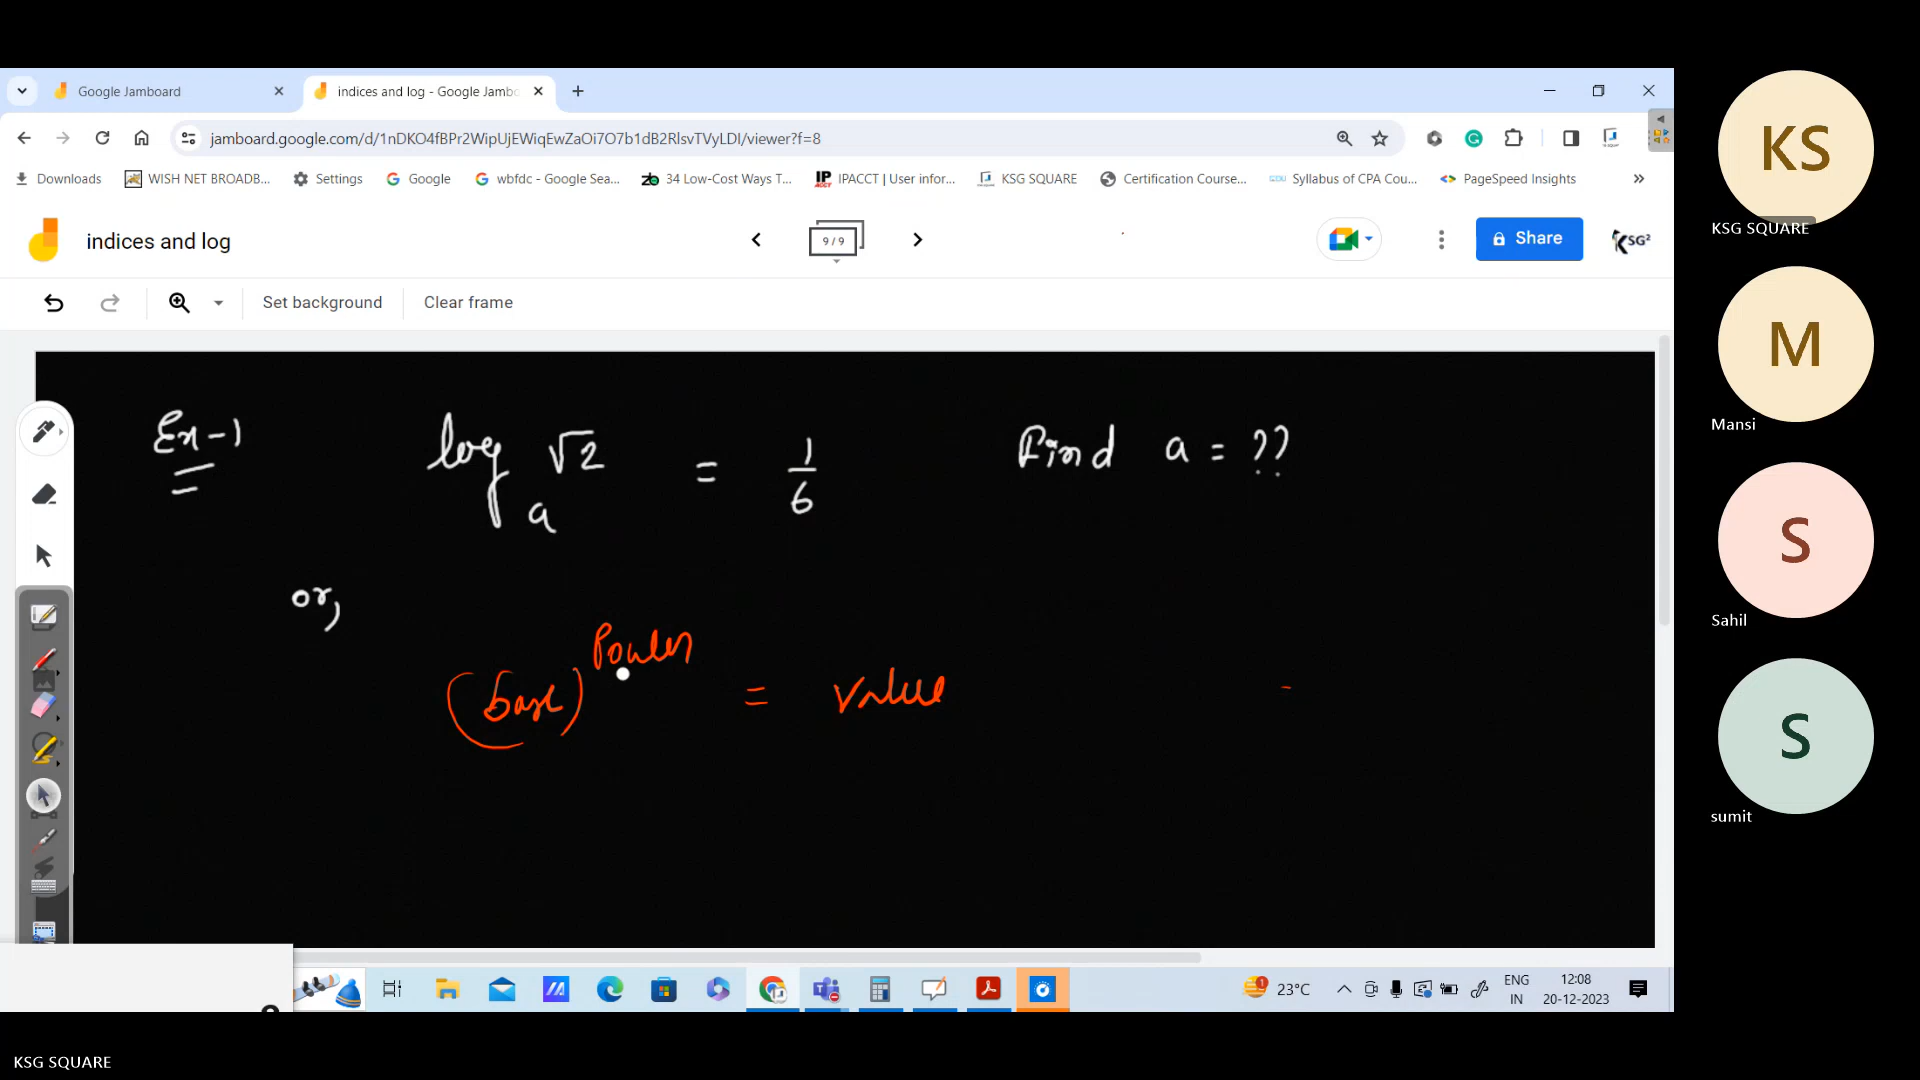 Google Jamboard
indices and log - Google Jambo
jamboard.google.com/d/1nDKO4fBPr2WipUjEWiqEwZaOi7O7b1dB2RlsvTVyLDI/viewer?f=8
Downloads WISH NET BROADB... Settings Google wbfdc - Google Sea... 34 Low-Cost Ways T... IPACCT | User infor... KSG SQUARE Certification Course... Syllabus of CPA Cou... PageSpeed Insights »
indices and log
9 / 9
Share
KSG²
Set background Clear frame
Ex-1 log_a √2 = 1/6 Find a = ??
or,
(base)^Power = value
KS
KSG SQUARE
M
Mansi
S
Sahil
S
sumit
23°C
ENG
IN
12:08
20-12-2023
KSG SQUARE